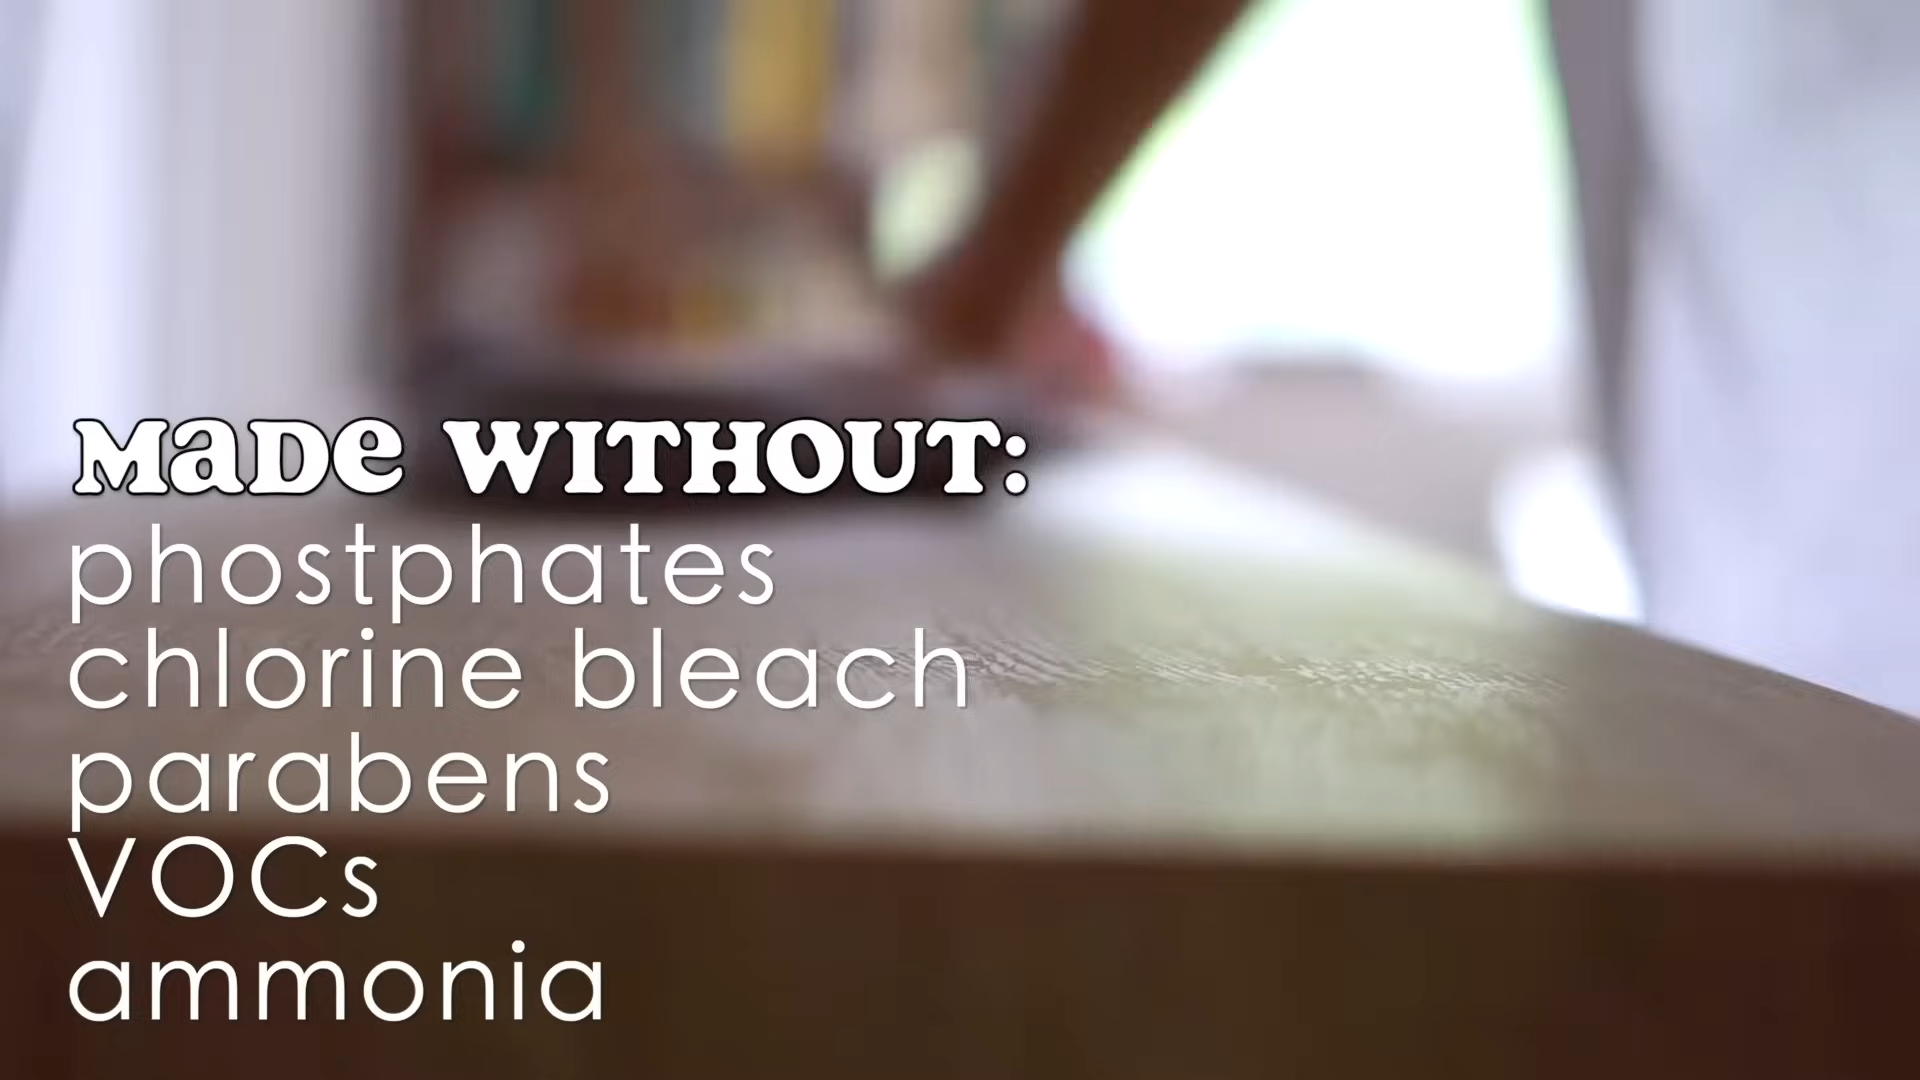 MaDe WITHOUT:
phostphates
chlorine bleach
parabens
VOCs
ammonia